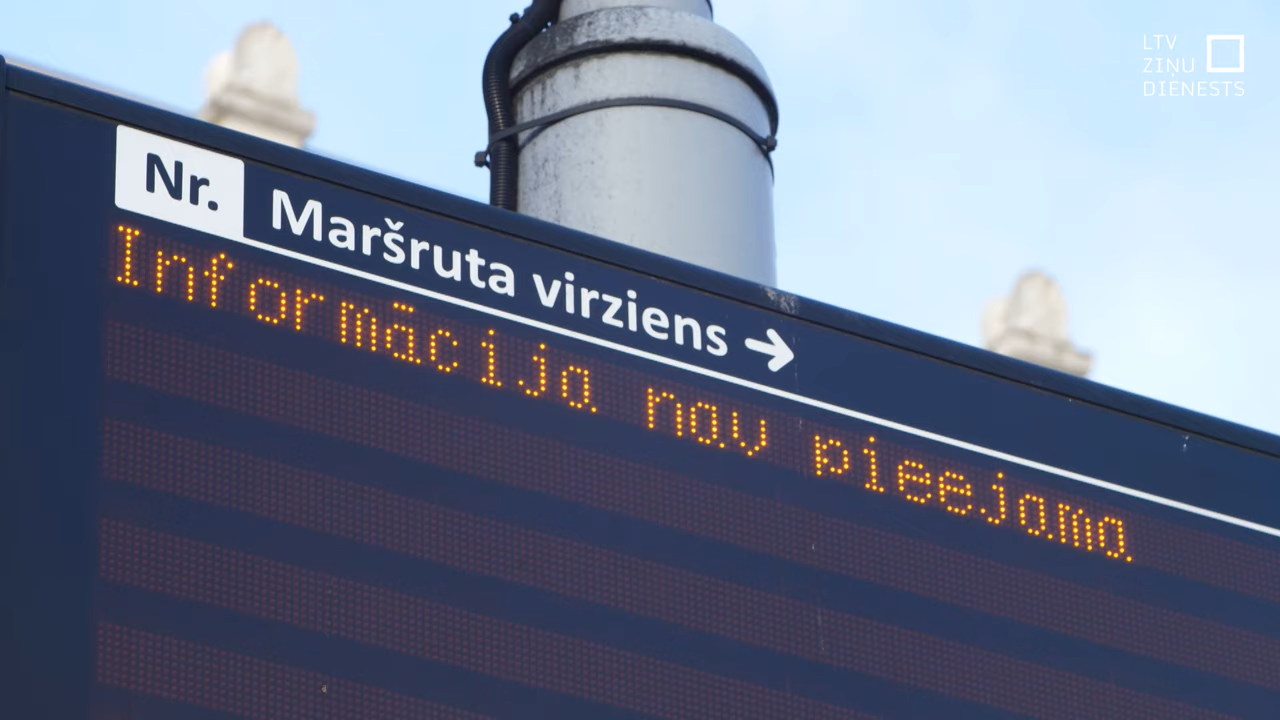 LTV
ZIŅU
DIENESTS
Nr. Maršruta virziens →
Informācija nav pieejama